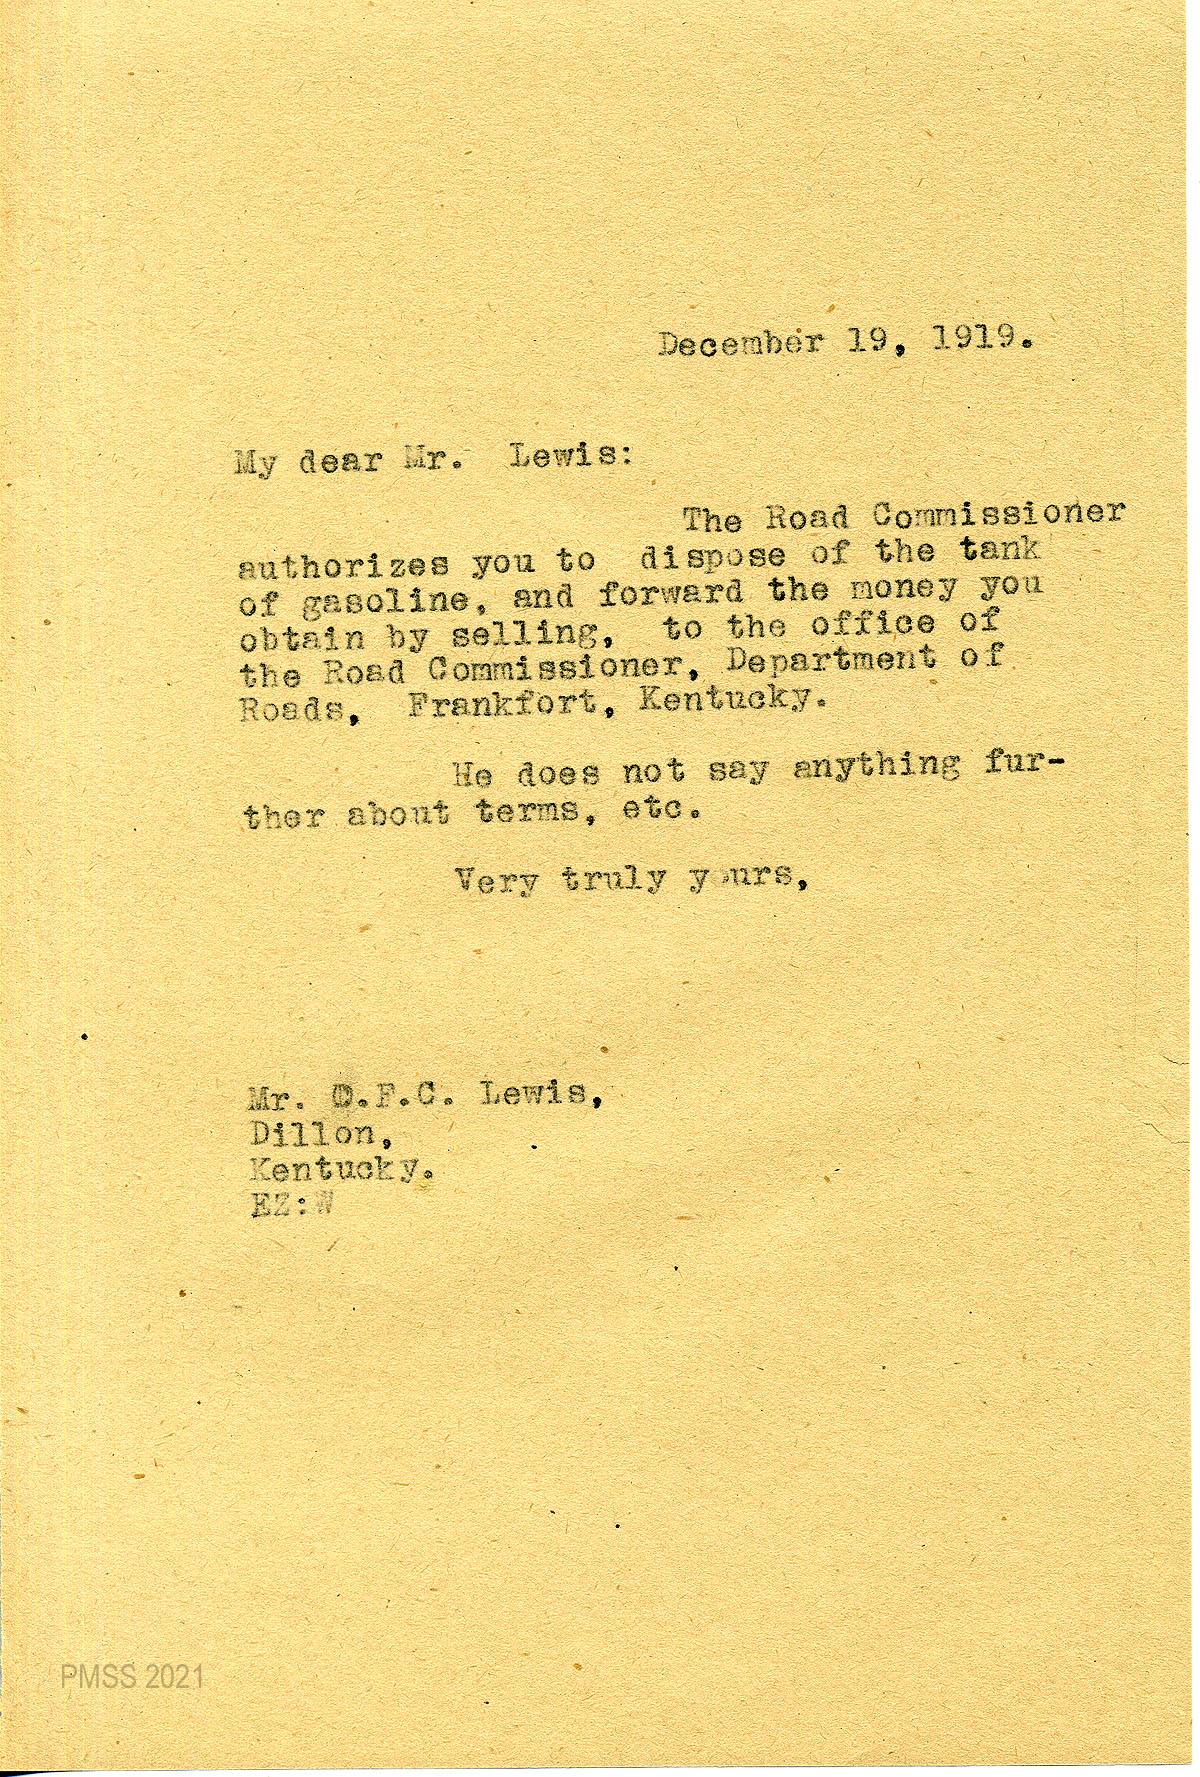 December 19, 1919.
My dear Mr. Lewis:
The Road Commissioner
authorizes you to dispose of the tank
of gasoline, and forward the money you
obtain by selling, to the office of
the Road Commissioner, Department of
Roads, Frankfort, Kentucky.
He does not say anything fur-
ther about terms, etc.
Very truly yours,
Mr. O.F.C. Lewis,
Dillon,
Kentucky.
EZ:W
PMSS 2021